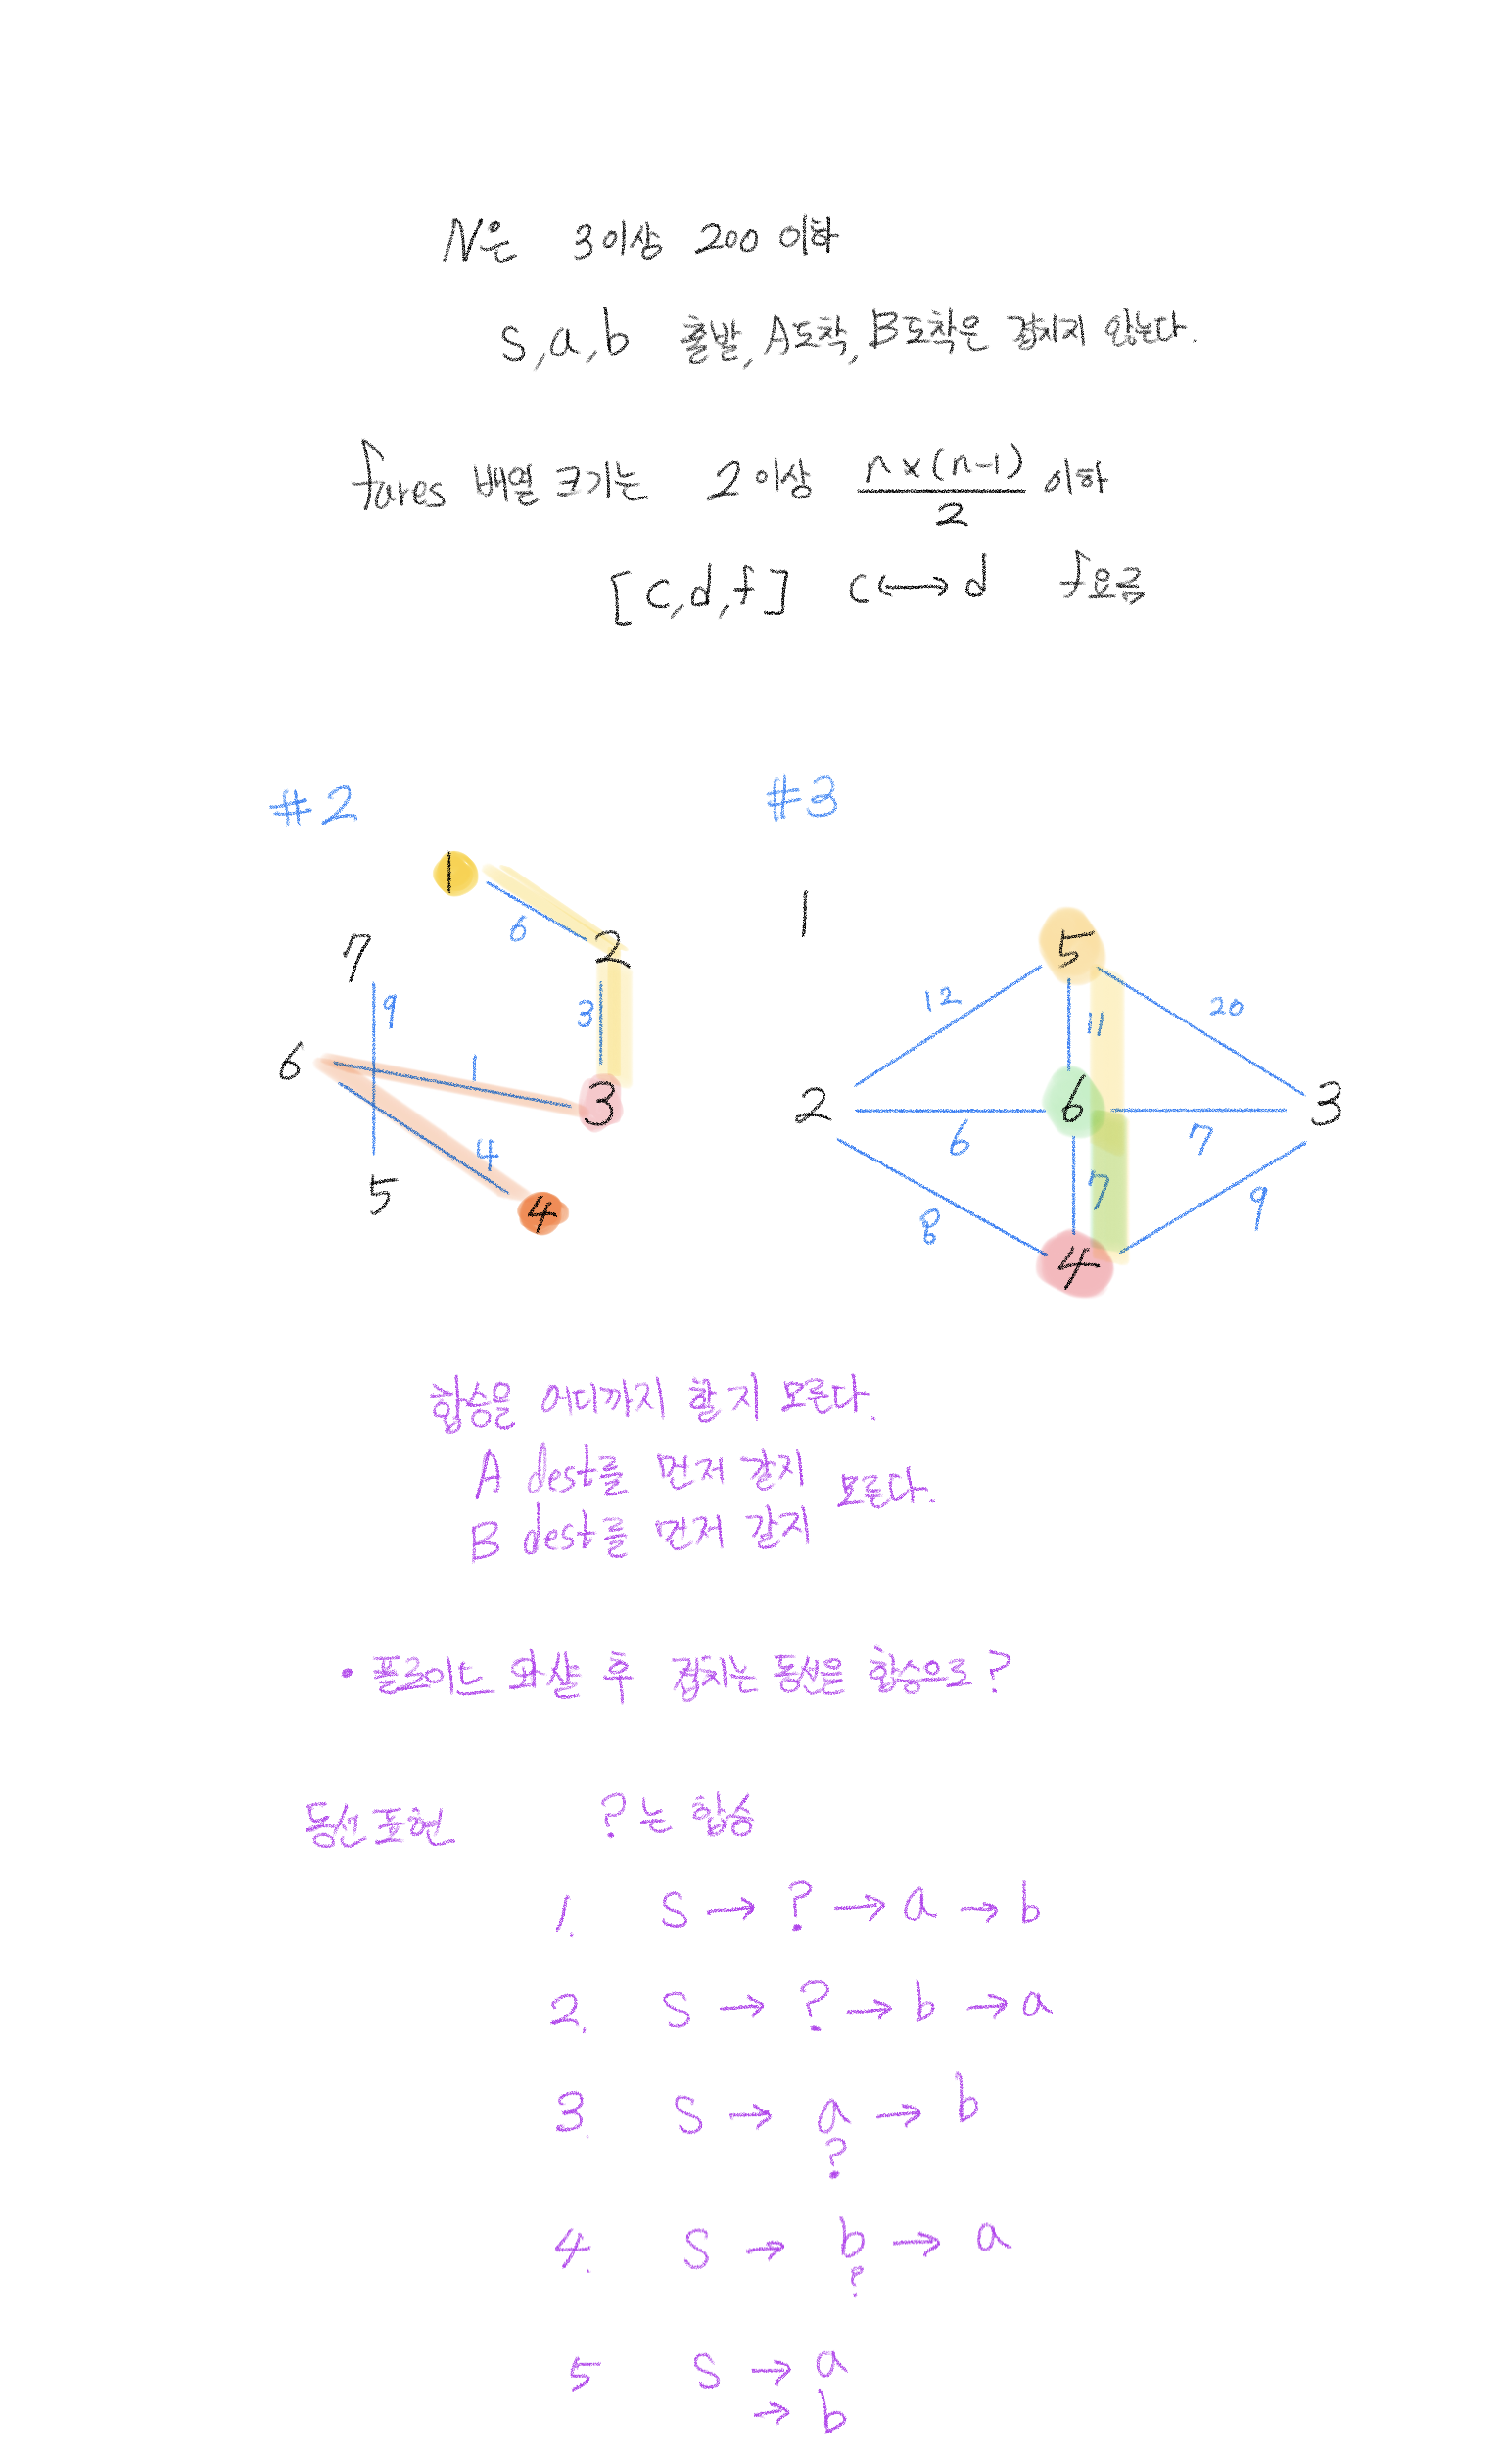 N은 3이상 200 이하
s, a, b 출발, A도착, B도착은 겹치지 않는다.
fares 배열 크기는 2이상 n×(n-1)/2 이하
[c, d, f] c↔d f요금
#2
1
6
2
7
9
3
6
1
3
4
5
4
#3
1
5
12
11
20
2
6
3
6
7
7
8
9
4
합승을 어디까지 할지 모른다.
A dest를 먼저 갈지
B dest를 먼저 갈지
모른다.
• 플로이드 와샬 후 겹치는 동선은 합승으로?
동선 표현 ?는 합승
1. s → ? → a → b
2. s → ? → b → a
3. s → a → b
?
4. s → b → a
?
5 s → a
→ b